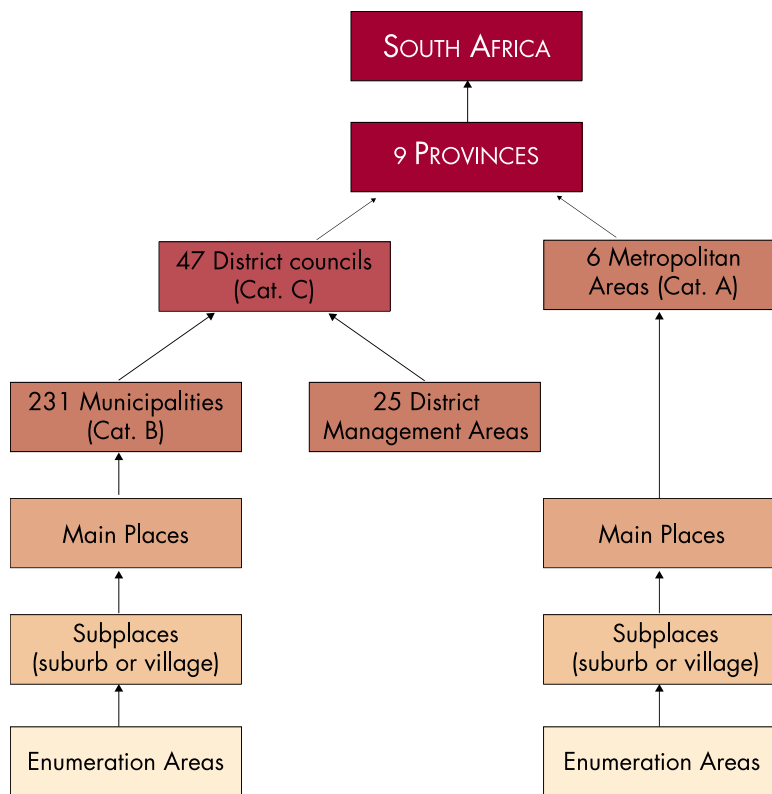 SOUTH AFRICA
9 PROVINCES
47 District councils
(Cat. C)
6 Metropolitan
Areas (Cat. A)
231 Municipalities
(Cat. B)
25 District
Management Areas
Main Places
Main Places
Subplaces
(suburb or village)
Subplaces
(suburb or village)
Enumeration Areas
Enumeration Areas